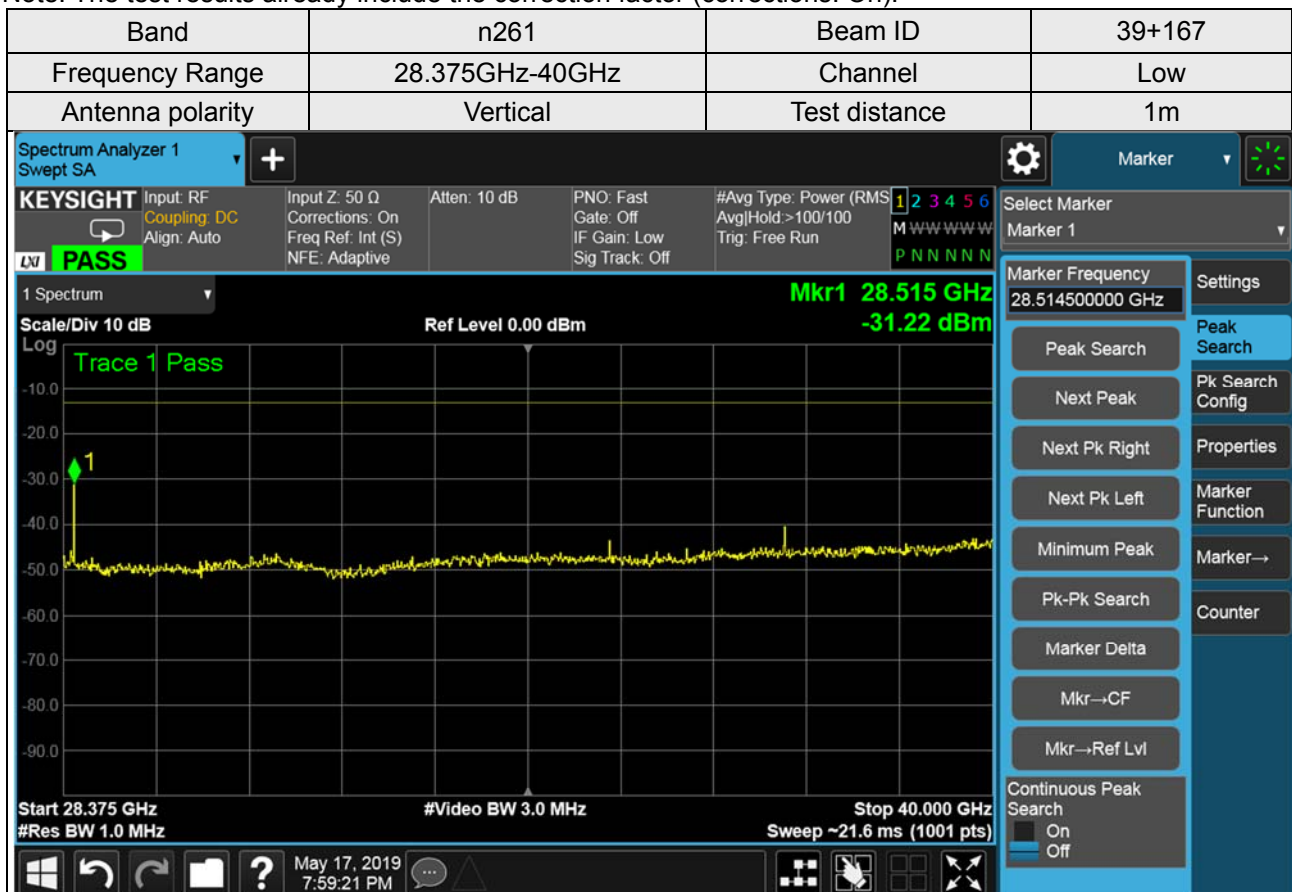 Note: The test results already include the correction factor (corrections: On).
Band n261 Beam ID 39+167
Frequency Range 28.375GHz-40GHz Channel Low
Antenna polarity Vertical Test distance 1m
Spectrum Analyzer 1
Swept SA
+
Marker
KEYSIGHT
LXI
PASS
Input: RF
Coupling: DC
Align: Auto
Input Z: 50 Ω
Corrections: On
Freq Ref: Int (S)
NFE: Adaptive
Atten: 10 dB
PNO: Fast
Gate: Off
IF Gain: Low
Sig Track: Off
#Avg Type: Power (RMS
Avg|Hold:>100/100
Trig: Free Run
1 2 3 4 5 6
M W W W W W
P N N N N N
Select Marker
Marker 1
1 Spectrum
Mkr1 28.515 GHz
Scale/Div 10 dB
Ref Level 0.00 dBm
-31.22 dBm
Log
Trace 1 Pass
-10.0
-20.0
1
-30.0
-40.0
-50.0
-60.0
-70.0
-80.0
-90.0
Start 28.375 GHz
#Video BW 3.0 MHz
Stop 40.000 GHz
#Res BW 1.0 MHz
Sweep ~21.6 ms (1001 pts)
Marker Frequency
28.514500000 GHz
Peak Search
Next Peak
Next Pk Right
Next Pk Left
Minimum Peak
Pk-Pk Search
Marker Delta
Mkr→CF
Mkr→Ref Lvl
Continuous Peak
Search
On
Off
Settings
Peak
Search
Pk Search
Config
Properties
Marker
Function
Marker→
Counter
?
May 17, 2019
7:59:21 PM